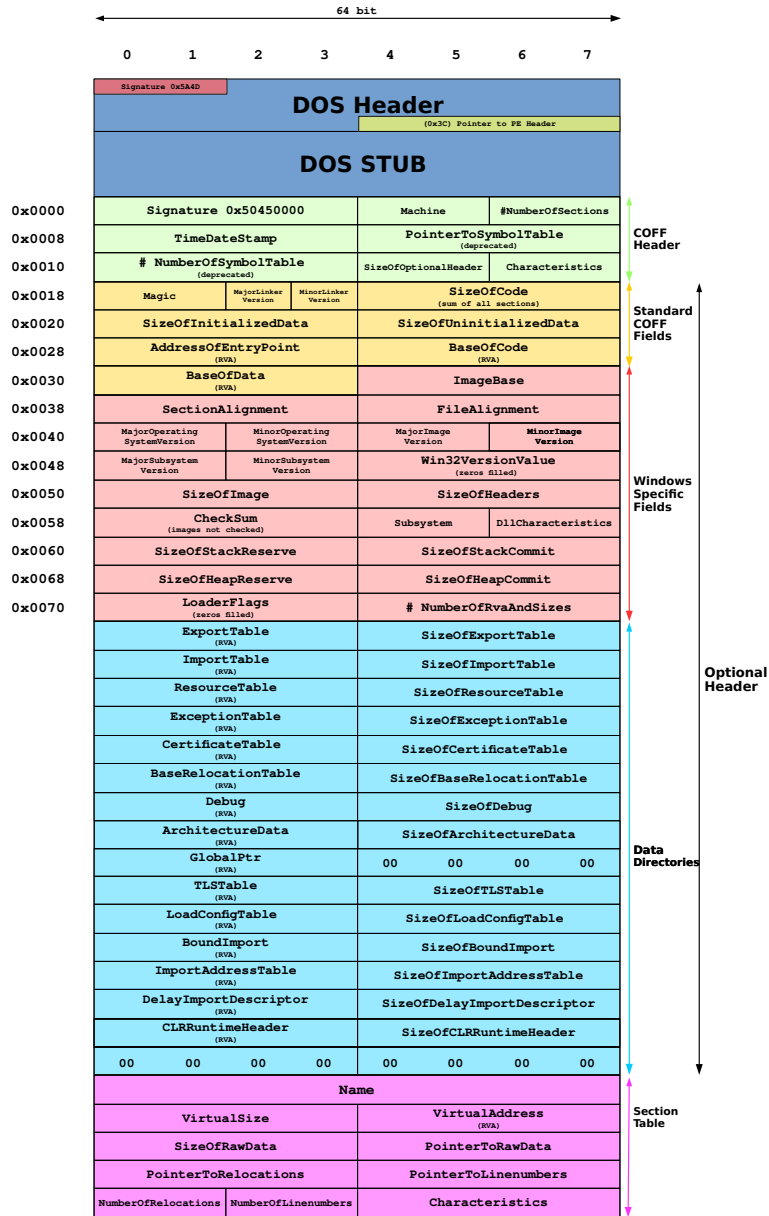 64 bit
0 1 2 3 4 5 6 7
Signature 0x5A4D
DOS Header
(0x3C) Pointer to PE Header
DOS STUB
0x0000 Signature 0x50450000 Machine #NumberOfSections
0x0008 TimeDateStamp PointerToSymbolTable
(deprecated)
COFF
Header
0x0010 # NumberOfSymbolTable SizeOfOptionalHeader Characteristics
(deprecated)
0x0018 Magic MajorLinker MinorLinker SizeOfCode
Version Version (sum of all sections)
0x0020 SizeOfInitializedData SizeOfUninitializedData
Standard
COFF
Fields
0x0028 AddressOfEntryPoint BaseOfCode
(RVA) (RVA)
0x0030 BaseOfData ImageBase
(RVA)
0x0038 SectionAlignment FileAlignment
0x0040 MajorOperating MinorOperating MajorImage MinorImage
SystemVersion SystemVersion Version Version
0x0048 MajorSubsystem MinorSubsystem Win32VersionValue
Version Version (zeros filled)
0x0050 SizeOfImage SizeOfHeaders
Windows
Specific
Fields
0x0058 CheckSum Subsystem DllCharacteristics
(images not checked)
0x0060 SizeOfStackReserve SizeOfStackCommit
0x0068 SizeOfHeapReserve SizeOfHeapCommit
0x0070 LoaderFlags # NumberOfRvaAndSizes
(zeros filled)
ExportTable SizeOfExportTable
(RVA)
ImportTable SizeOfImportTable
(RVA)
Optional
Header
ResourceTable SizeOfResourceTable
(RVA)
ExceptionTable SizeOfExceptionTable
(RVA)
CertificateTable SizeOfCertificateTable
(RVA)
BaseRelocationTable SizeOfBaseRelocationTable
(RVA)
Debug SizeOfDebug
(RVA)
ArchitectureData SizeOfArchitectureData
(RVA)
GlobalPtr 00 00 00 00
(RVA)
Data
Directories
TLSTable SizeOfTLSTable
(RVA)
LoadConfigTable SizeOfLoadConfigTable
(RVA)
BoundImport SizeOfBoundImport
(RVA)
ImportAddressTable SizeOfImportAddressTable
(RVA)
DelayImportDescriptor SizeOfDelayImportDescriptor
(RVA)
CLRRuntimeHeader SizeOfCLRRuntimeHeader
(RVA)
00 00 00 00 00 00 00 00
Name
VirtualSize VirtualAddress
(RVA)
Section
Table
SizeOfRawData PointerToRawData
PointerToRelocations PointerToLinenumbers
NumberOfRelocations NumberOfLinenumbers Characteristics